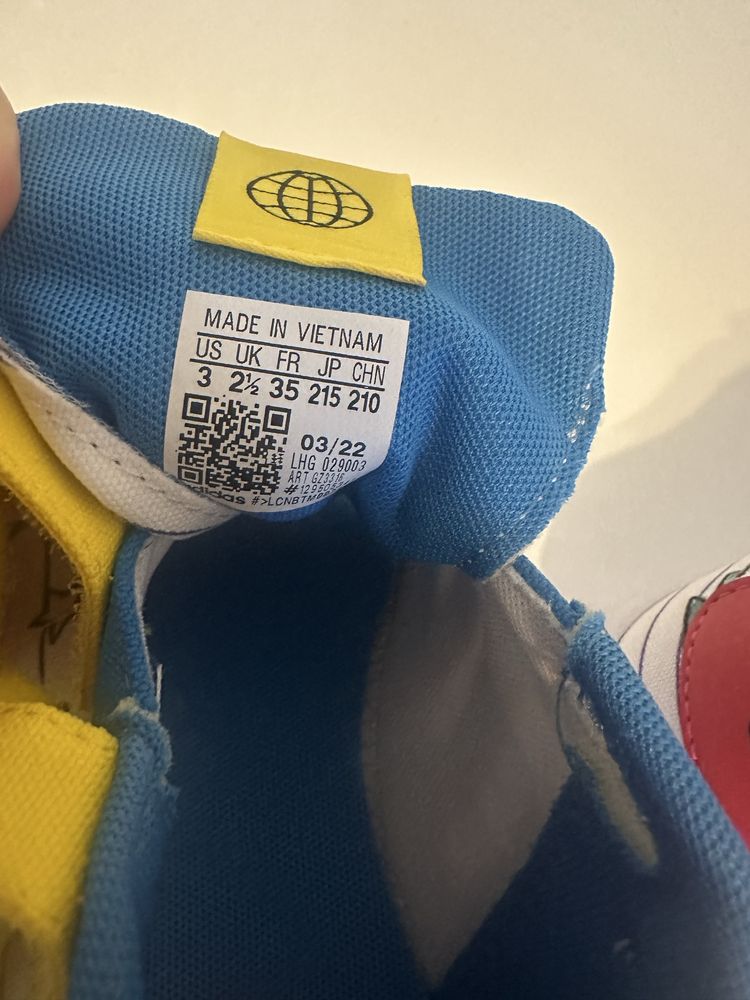 MADE IN VIETNAM
US UK FR JP CHN
3 2½ 35 215 210
03/22
LHG 029003
ART
adidas